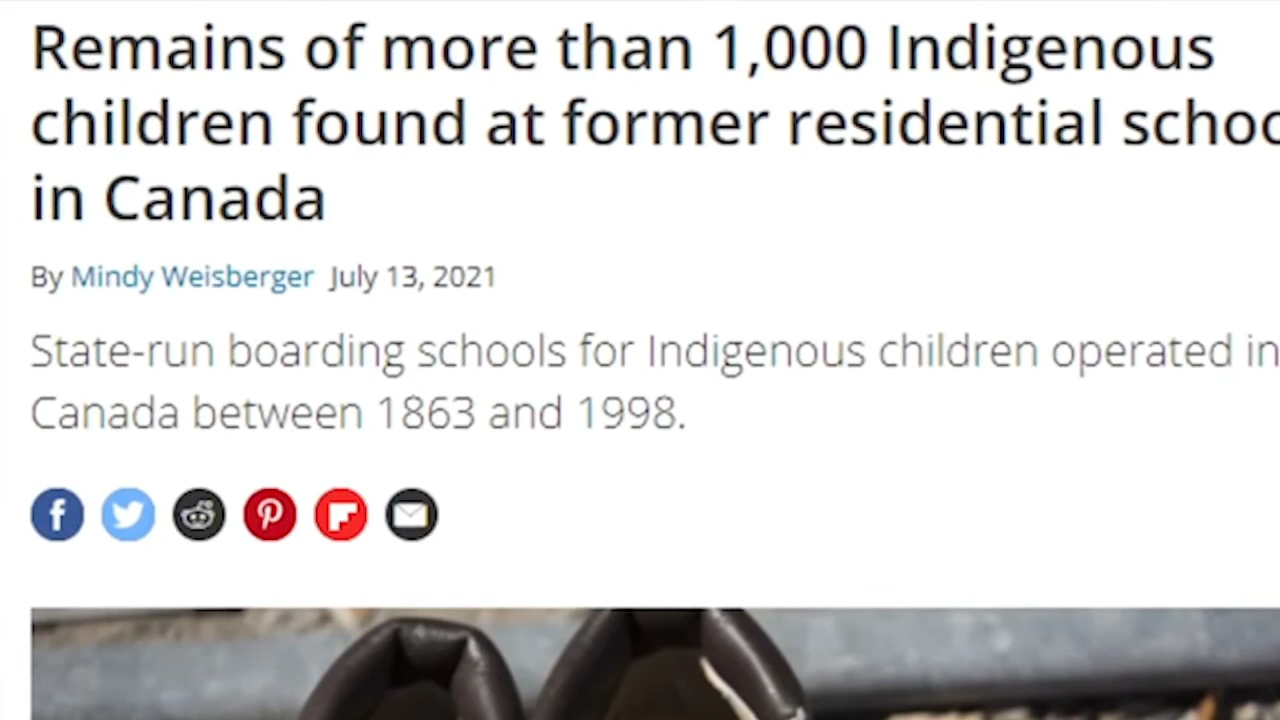 Remains of more than 1,000 Indigenous
children found at former residential
in Canada
By Mindy Weisberger July 13, 2021
State-run boarding schools for Indigenous children operated in
Canada between 1863 and 1998.